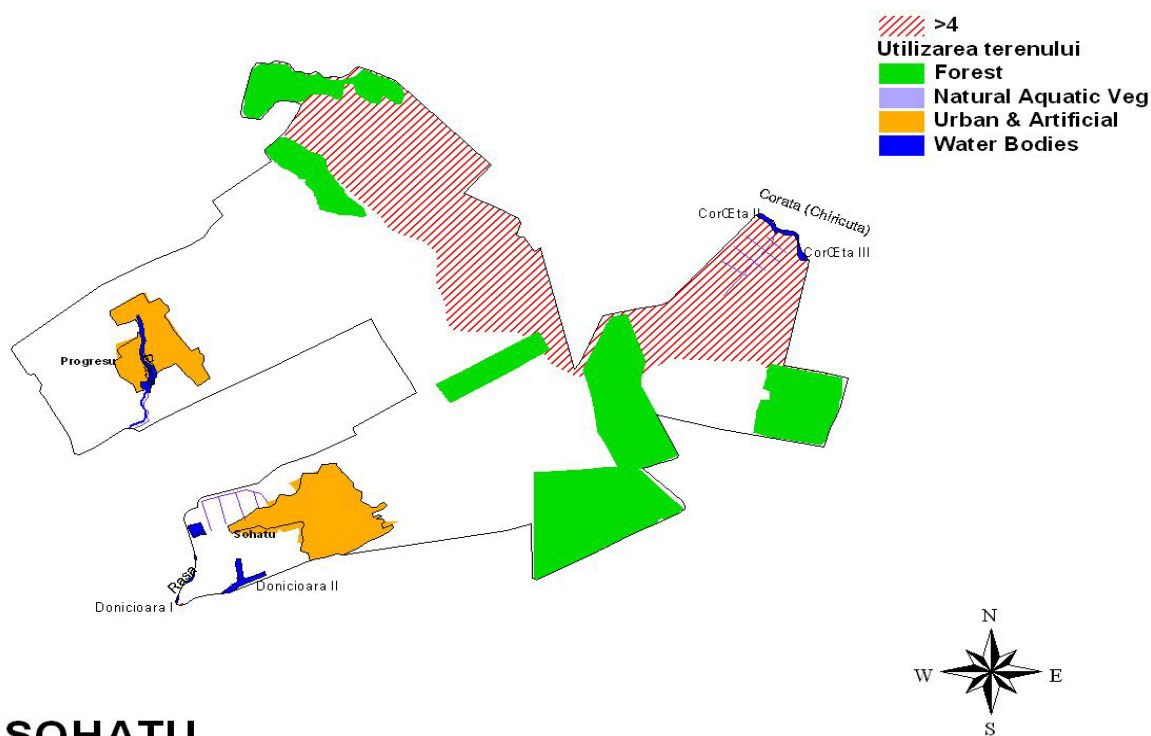 >4
Utilizarea terenului
Forest
Natural Aquatic Veg
Urban & Artificial
Water Bodies
Corata (Chiricuta)
CorŒta II
CorŒta III
Progresu
Sohatu
Rasa
Donicioara II
Donicioara I
N
W
E
S
SOHATU